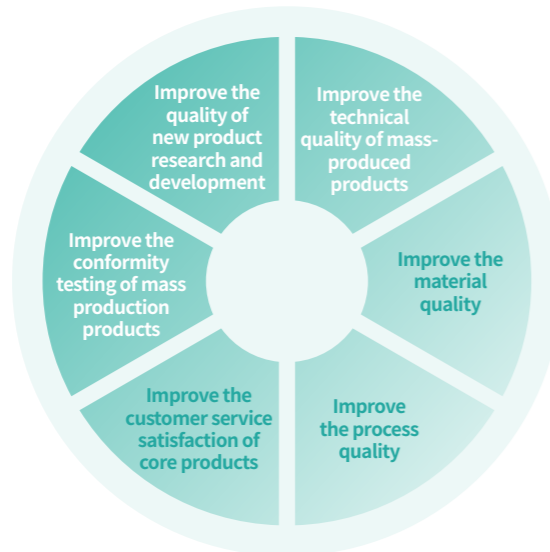 Improve the
quality of
new product
research and
development
Improve the
technical
quality of mass-
produced
products
Improve the
material
quality
Improve
the process
quality
Improve the
customer service
satisfaction of
core products
Improve the
conformity
testing of mass
production
products